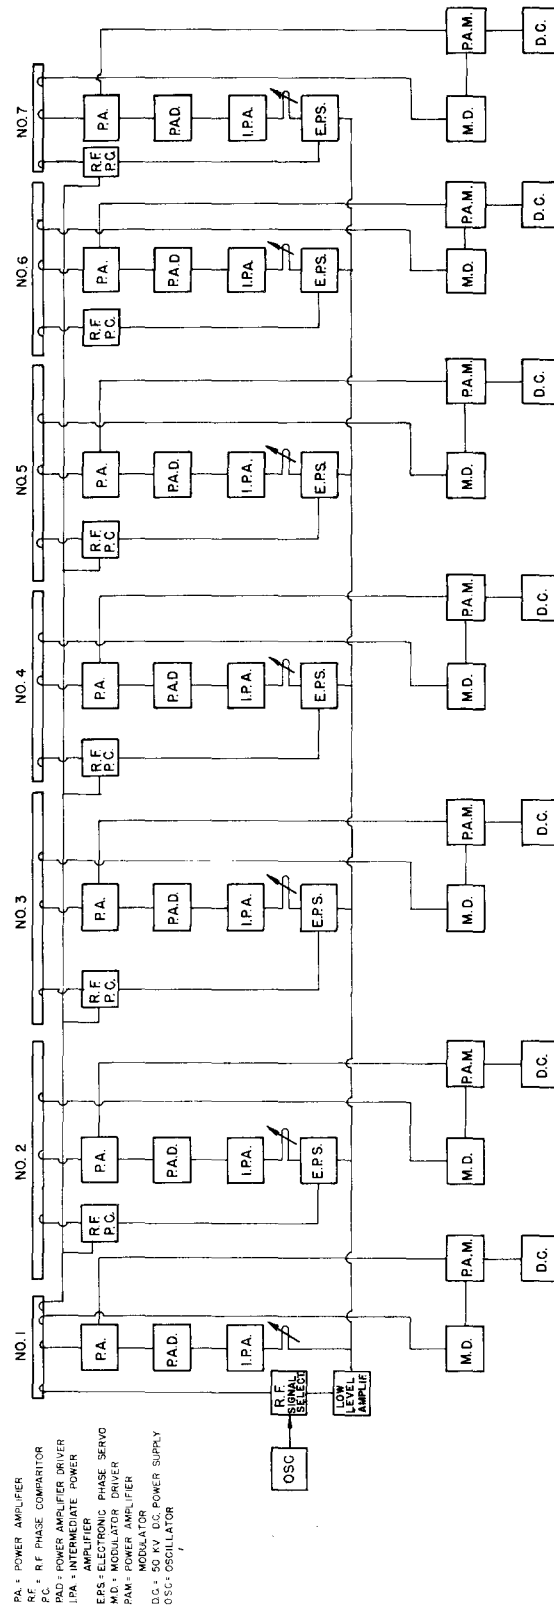 NO. 1
NO. 2
NO. 3
NO. 4
NO. 5
NO. 6
NO. 7
P.A.
R.F.
P.C.
P.A.
R.F.
P.C.
P.A.
R.F.
P.C.
P.A.
R.F.
P.C
P.A.
R.F.
P.C.
P.A.
R.F.
P.C.
P.A.
P.A.D.
P.A.D.
P.A.D.
P.A.D
P.A.D.
P.A.D
P.A.D.
I.P.A.
I.P.A.
I.P.A.
I.P.A.
I.P.A.
I.P.A.
I.P.A.
R.F.
SIGNAL
SELECT
E.P.S.
E.P.S.
E.P.S.
E.P.S.
E.P.S.
E.P.S.
OSC
LOW
LEVEL
AMPLIF.
M.D.
P.A.M.
M.D.
P.A.M.
M.D.
P.A.M.
M.D.
P.A.M.
M.D.
P.A.M.
M.D.
P.A.M.
M.D.
P.A.M.
D.C.
D.C.
D.C.
D.C.
D.C.
D.C.
D.C.
P.A. = POWER AMPLIFIER
R.F. = R.F. PHASE COMPARITOR
P.C.
P.A.D = POWER AMPLIFIER DRIVER
I.P.A. = INTERMEDIATE POWER
AMPLIFIER
E.P.S = ELECTRONIC PHASE SERVO
M.D. = MODULATOR DRIVER
P.A.M = POWER AMPLIFIER
MODULATOR
D.C. = 50 KV D.C. POWER SUPPLY
OSC = OSCILLATOR